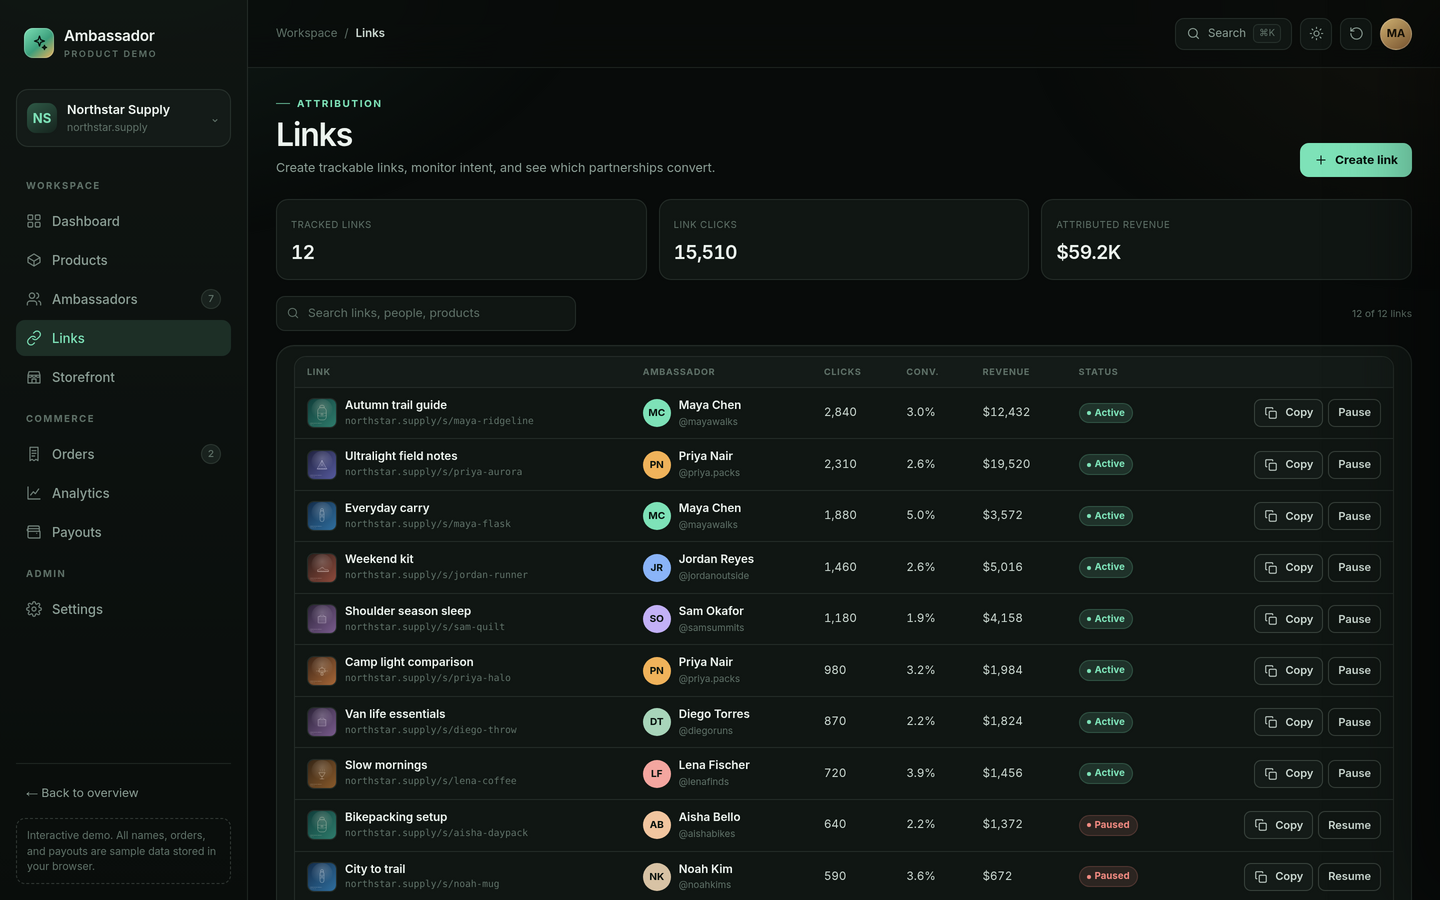 Ambassador
PRODUCT DEMO
NS
Northstar Supply
northstar.supply
WORKSPACE
Dashboard
Products
Ambassadors 7
Links
Storefront
COMMERCE
Orders 2
Analytics
Payouts
ADMIN
Settings
← Back to overview
Interactive demo. All names, orders,
and payouts are sample data stored in
your browser.
Workspace / Links
Search ⌘K
MA
ATTRIBUTION
Links
Create trackable links, monitor intent, and see which partnerships convert.
+ Create link
TRACKED LINKS
12
LINK CLICKS
15,510
ATTRIBUTED REVENUE
$59.2K
Search links, people, products
12 of 12 links
LINK AMBASSADOR CLICKS CONV. REVENUE STATUS
Autumn trail guide
northstar.supply/s/maya-ridgeline
MC
Maya Chen
@mayawalks
2,840 3.0% $12,432 Active Copy Pause
Ultralight field notes
northstar.supply/s/priya-aurora
PN
Priya Nair
@priya.packs
2,310 2.6% $19,520 Active Copy Pause
Everyday carry
northstar.supply/s/maya-flask
MC
Maya Chen
@mayawalks
1,880 5.0% $3,572 Active Copy Pause
Weekend kit
northstar.supply/s/jordan-runner
JR
Jordan Reyes
@jordanoutside
1,460 2.6% $5,016 Active Copy Pause
Shoulder season sleep
northstar.supply/s/sam-quilt
SO
Sam Okafor
@samsummits
1,180 1.9% $4,158 Active Copy Pause
Camp light comparison
northstar.supply/s/priya-halo
PN
Priya Nair
@priya.packs
980 3.2% $1,984 Active Copy Pause
Van life essentials
northstar.supply/s/diego-throw
DT
Diego Torres
@diegoruns
870 2.2% $1,824 Active Copy Pause
Slow mornings
northstar.supply/s/lena-coffee
LF
Lena Fischer
@lenafinds
720 3.9% $1,456 Active Copy Pause
Bikepacking setup
northstar.supply/s/aisha-daypack
AB
Aisha Bello
@aishabikes
640 2.2% $1,372 Paused Copy Resume
City to trail
northstar.supply/s/noah-mug
NK
Noah Kim
@noahkims
590 3.6% $672 Paused Copy Resume